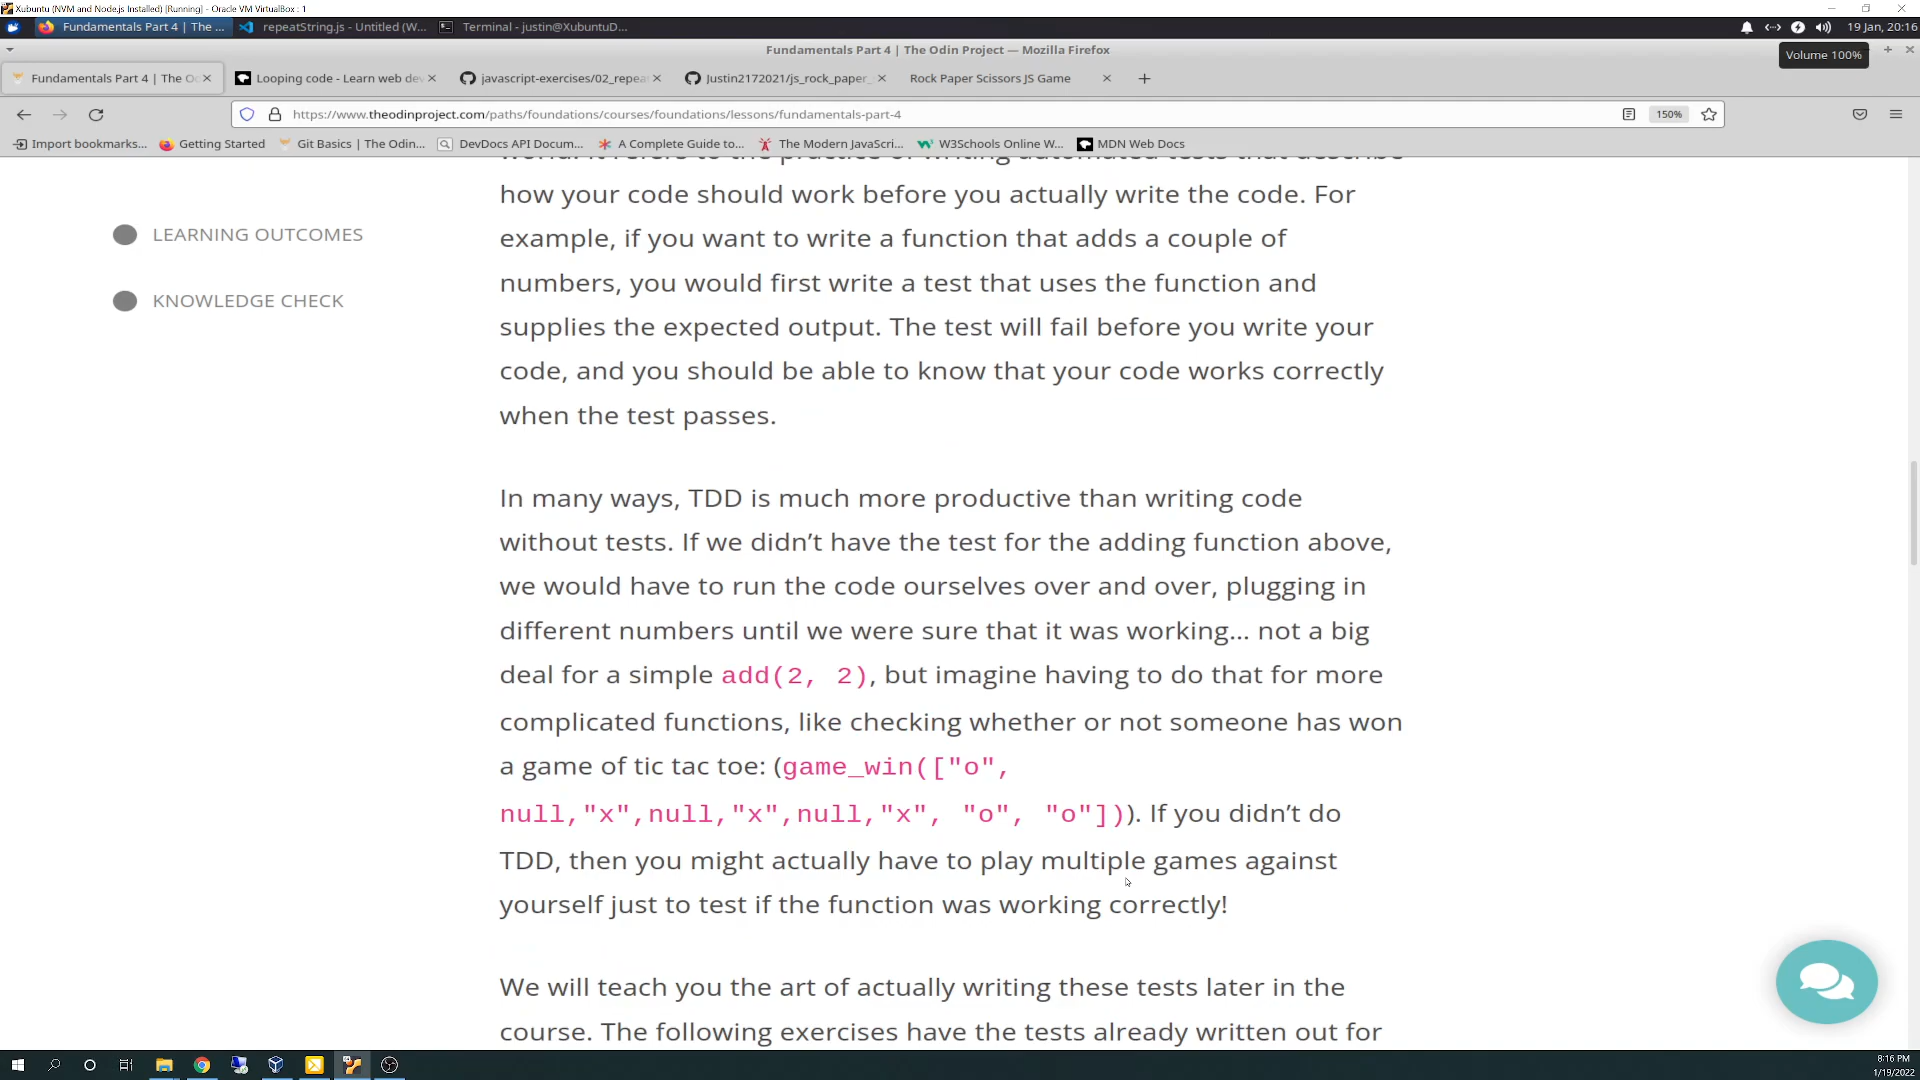 Xubuntu (NVM and Node.js Installed) [Running] - Oracle VM VirtualBox : 1
Fundamentals Part 4 | The ...
repeatString.js - Untitled (W...
Terminal - justin@XubuntuD...
19 Jan, 20:16
Fundamentals Part 4 | The Odin Project — Mozilla Firefox
Volume 100%
Fundamentals Part 4 | The O
Looping code - Learn web de
javascript-exercises/02_repea
Justin2172021/js_rock_paper_
Rock Paper Scissors JS Game
https://www.theodinproject.com/paths/foundations/courses/foundations/lessons/fundamentals-part-4
150%
Import bookmarks...
Getting Started
Git Basics | The Odin...
DevDocs API Docum...
A Complete Guide to...
The Modern JavaScri...
W3Schools Online W...
MDN Web Docs
world. It refers to the practice of writing automated tests that describe
how your code should work before you actually write the code. For
example, if you want to write a function that adds a couple of
numbers, you would first write a test that uses the function and
supplies the expected output. The test will fail before you write your
code, and you should be able to know that your code works correctly
when the test passes.
LEARNING OUTCOMES
KNOWLEDGE CHECK
In many ways, TDD is much more productive than writing code
without tests. If we didn’t have the test for the adding function above,
we would have to run the code ourselves over and over, plugging in
different numbers until we were sure that it was working… not a big
deal for a simple add(2, 2), but imagine having to do that for more
complicated functions, like checking whether or not someone has won
a game of tic tac toe: (game_win(["o",
null,"x",null,"x",null,"x", "o", "o"])). If you didn’t do
TDD, then you might actually have to play multiple games against
yourself just to test if the function was working correctly!
We will teach you the art of actually writing these tests later in the
course. The following exercises have the tests already written out for
8:16 PM
1/19/2022